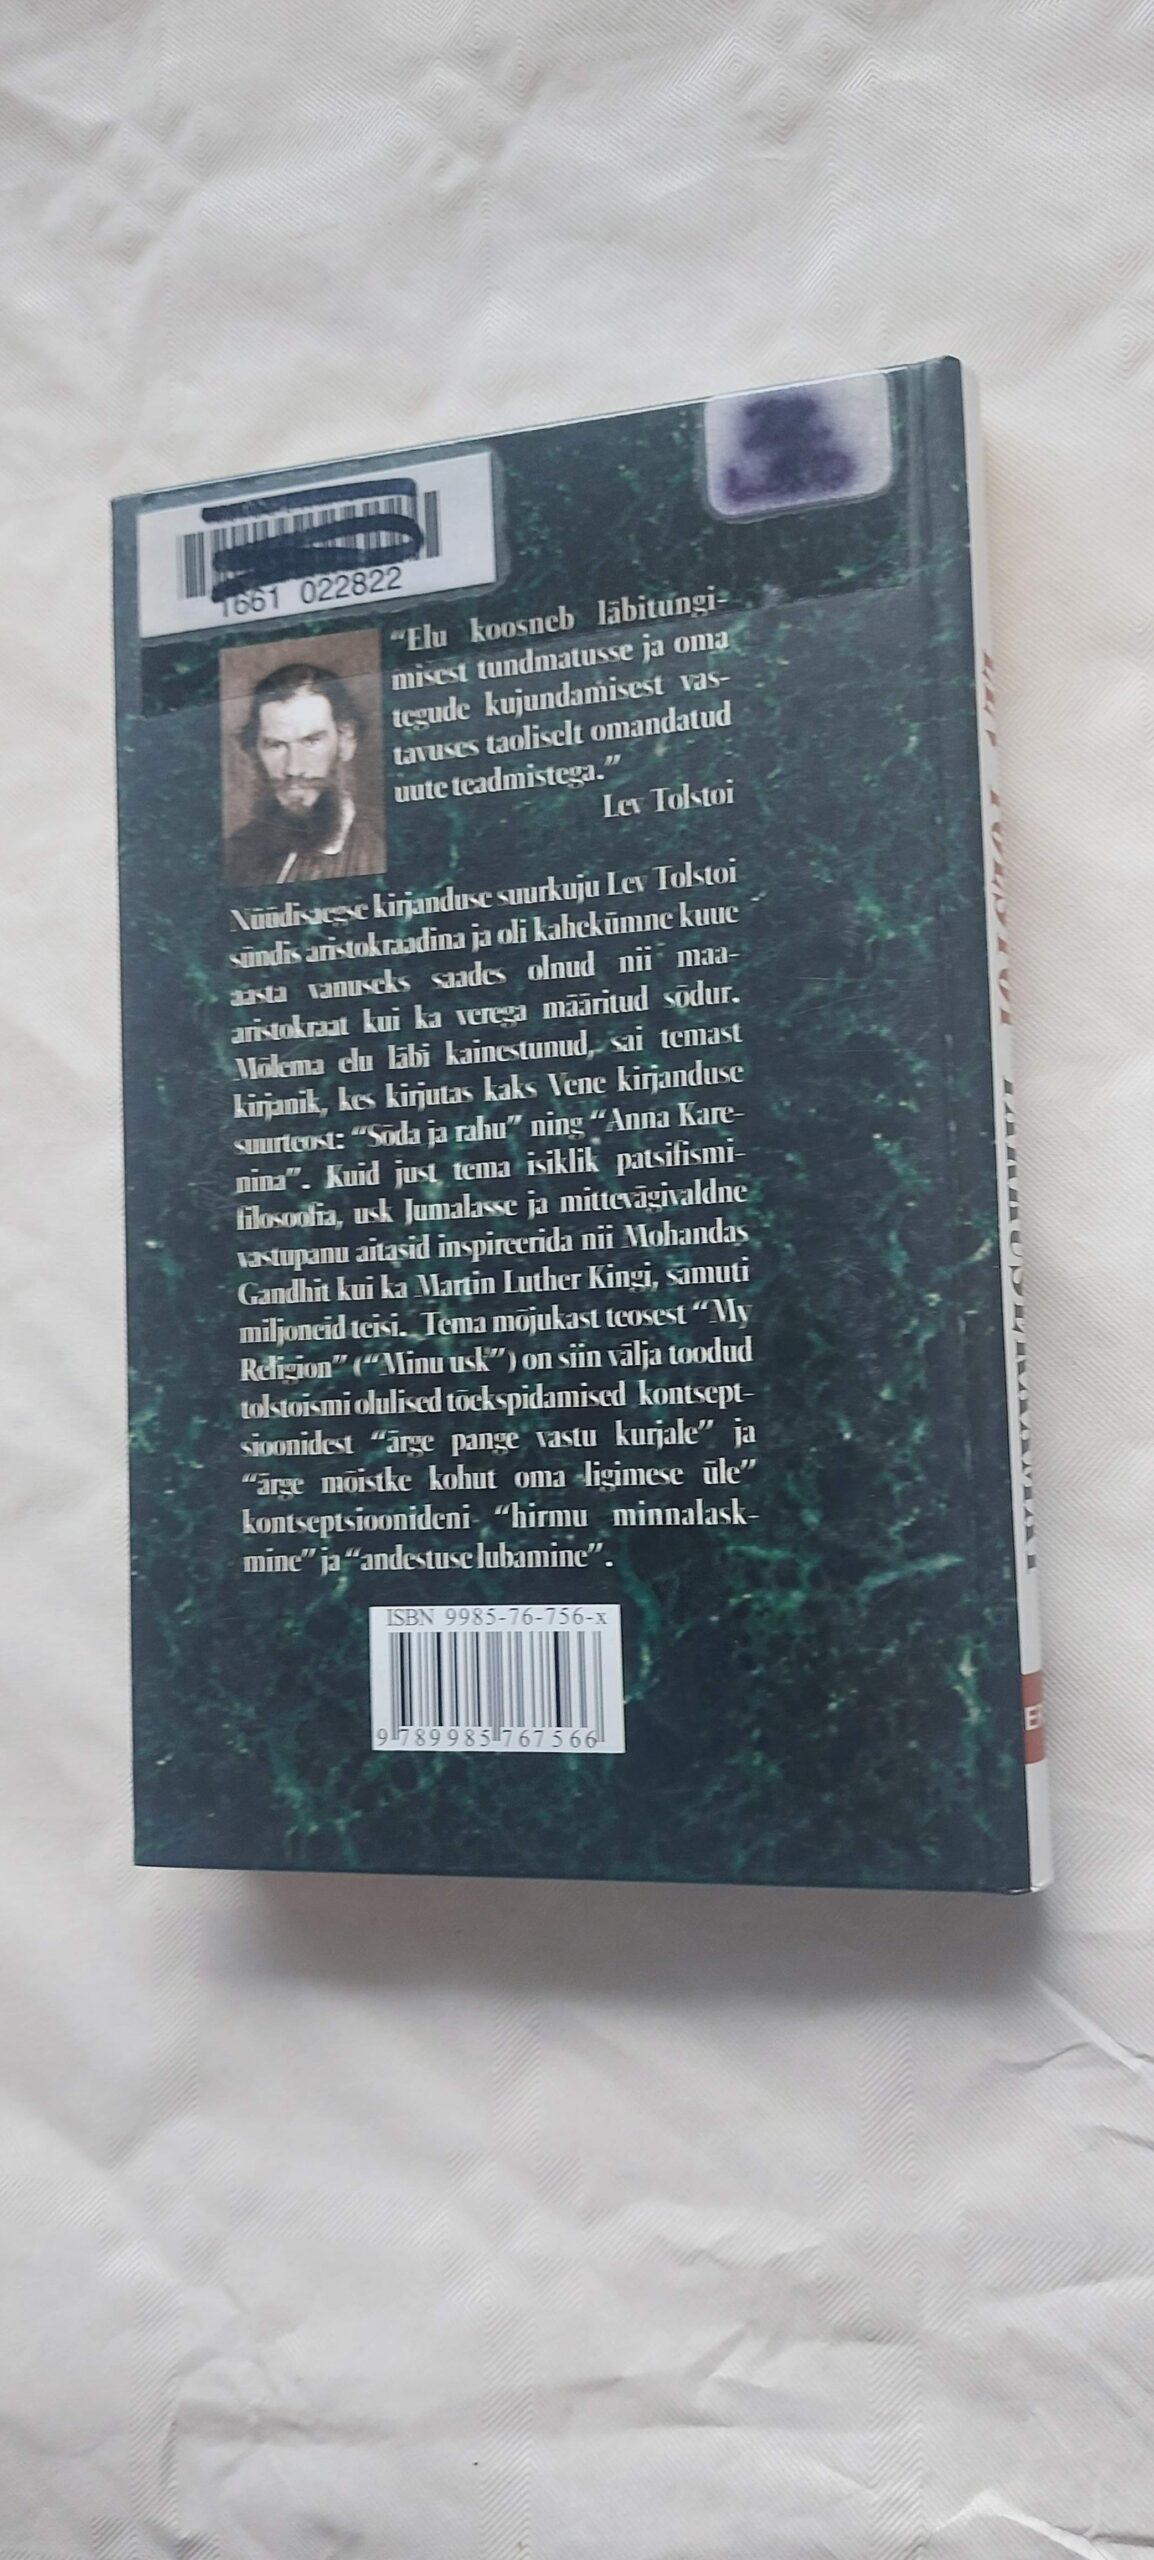 1661 022822
“Elu koosneb läbitungi-
misest tundmatusse ja oma
tegude kujundamisest vas-
tavuses taoliselt omandatud
uute teadmistega.”
Lev Tolstoi
Nüüdisaegse kirjanduse suurkuju Lev Tolstoi
sündis aristokraadina ja oli kahekümne kuue
aasta vanuseks saades olnud nii maa-
aristokraat kui ka verega määritud sõdur.
Mõlema elu läbi kainestunud, sai temast
kirjanik, kes kirjutas kaks Vene kirjanduse
suurteost: “Sõda ja rahu” ning “Anna Kare-
nina”. Kuid just tema isiklik patsifismi-
filosoofia, usk Jumalasse ja mittevägivaldne
vastupanu aitasid inspireerida nii Mohandas
Gandhit kui ka Martin Luther Kingi, samuti
miljoneid teisi. Tema mõjukast teosest “My
Religion” (“Minu usk”) on siin välja toodud
tolstoismi olulised tõekspidamised kontsept-
sioonidest “ärge pange vastu kurjale” ja
“ärge mõistke kohut oma ligimese üle”
kontseptsioonideni “hirmu minnalask-
mine” ja “andestuse lubamine”.
ISBN 9985-76-756-x
9 789985 767566